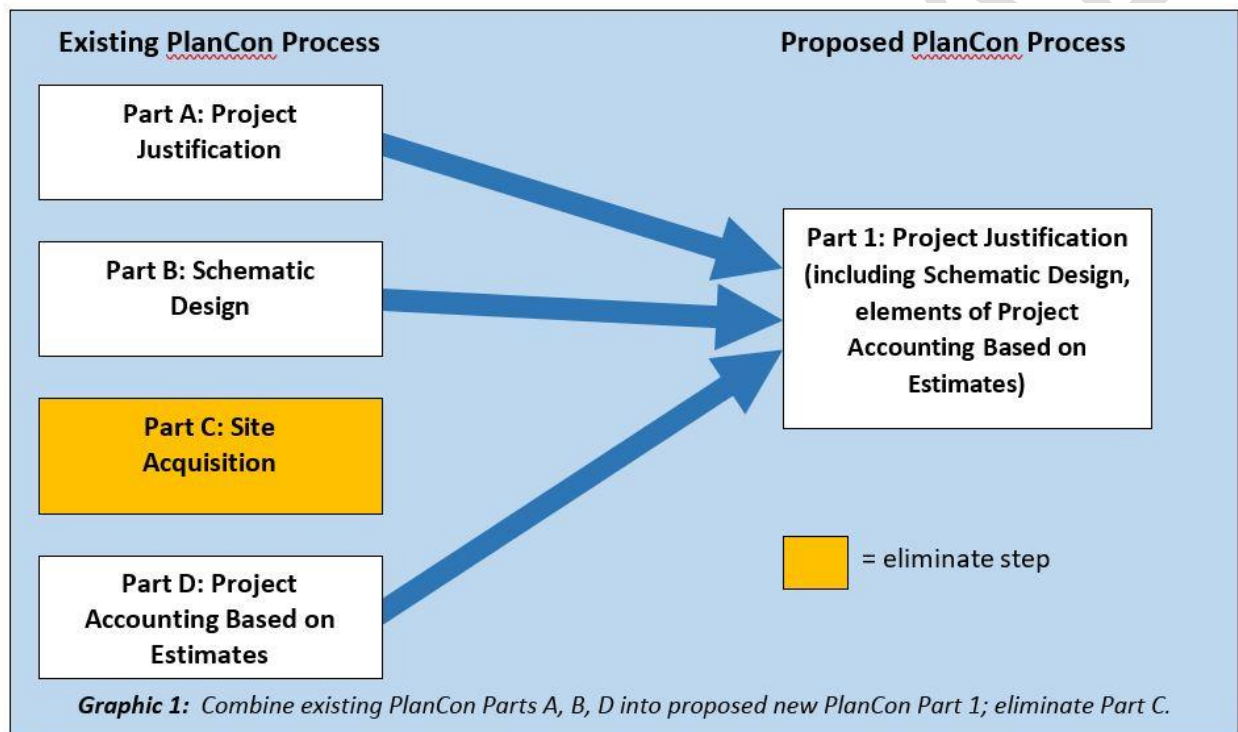 Existing PlanCon Process
Proposed PlanCon Process
Part A: Project
Justification
Part B: Schematic
Design
Part C: Site
Acquisition
Part D: Project
Accounting Based on
Estimates
Part 1: Project Justification
(including Schematic Design,
elements of Project
Accounting Based on
Estimates)
= eliminate step
Graphic 1: Combine existing PlanCon Parts A, B, D into proposed new PlanCon Part 1; eliminate Part C.